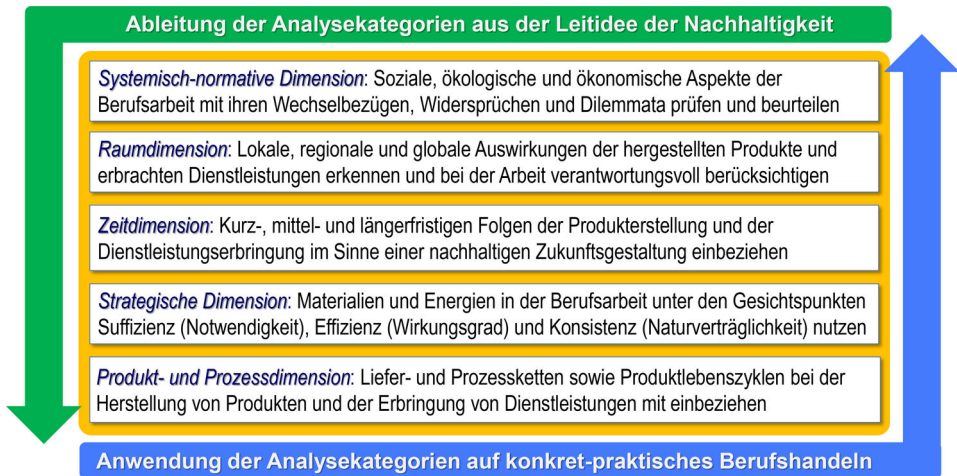 Ableitung der Analysekategorien aus der Leitidee der Nachhaltigkeit
Systemisch-normative Dimension: Soziale, ökologische und ökonomische Aspekte der
Berufsarbeit mit ihren Wechselbezügen, Widersprüchen und Dilemmata prüfen und beurteilen
Raumdimension: Lokale, regionale und globale Auswirkungen der hergestellten Produkte und
erbrachten Dienstleistungen erkennen und bei der Arbeit verantwortungsvoll berücksichtigen
Zeitdimension: Kurz-, mittel- und längerfristigen Folgen der Produkterstellung und der
Dienstleistungserbringung im Sinne einer nachhaltigen Zukunftsgestaltung einbeziehen
Strategische Dimension: Materialien und Energien in der Berufsarbeit unter den Gesichtspunkten
Suffizienz (Notwendigkeit), Effizienz (Wirkungsgrad) und Konsistenz (Naturverträglichkeit) nutzen
Produkt- und Prozessdimension: Liefer- und Prozessketten sowie Produktlebenszyklen bei der
Herstellung von Produkten und der Erbringung von Dienstleistungen mit einbeziehen
Anwendung der Analysekategorien auf konkret-praktisches Berufshandeln